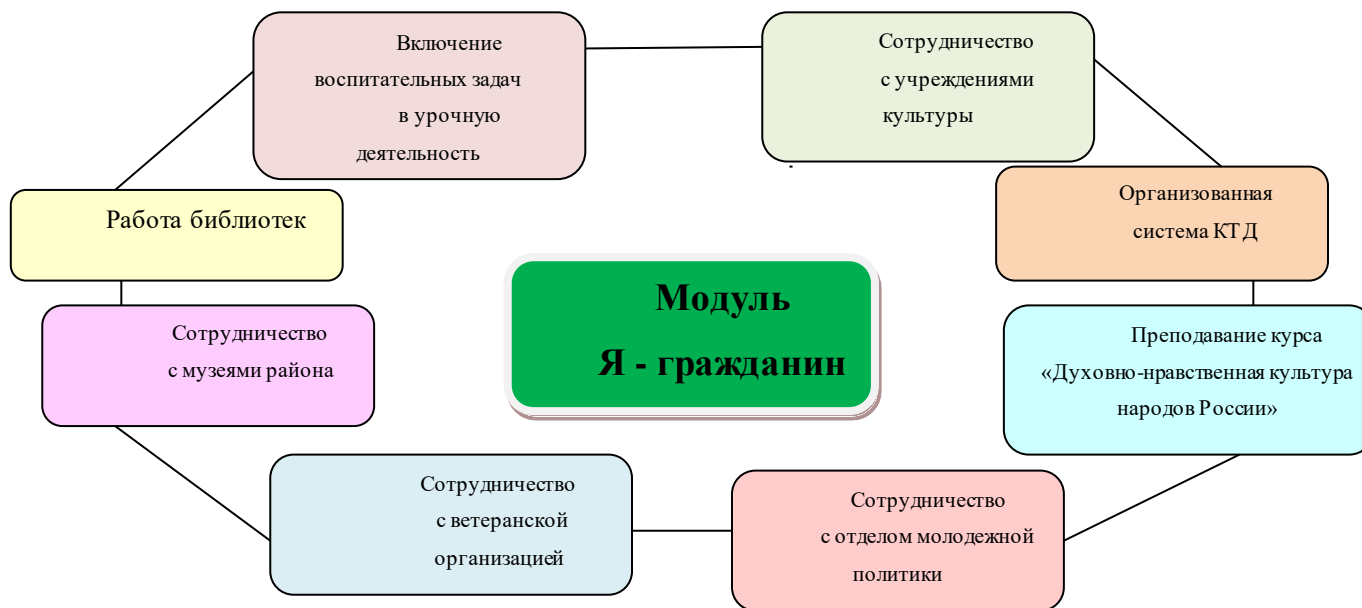 Включение
воспитательных задач
в урочную
деятельность
Сотрудничество
с учреждениями
культуры
Работа библиотек
Организованная
система КТД
Модуль
Я - гражданин
Сотрудничество
с музеями района
Преподавание курса
«Духовно-нравственная культура
народов России»
Сотрудничество
с ветеранской
организацией
Сотрудничество
с отделом молодежной
политики